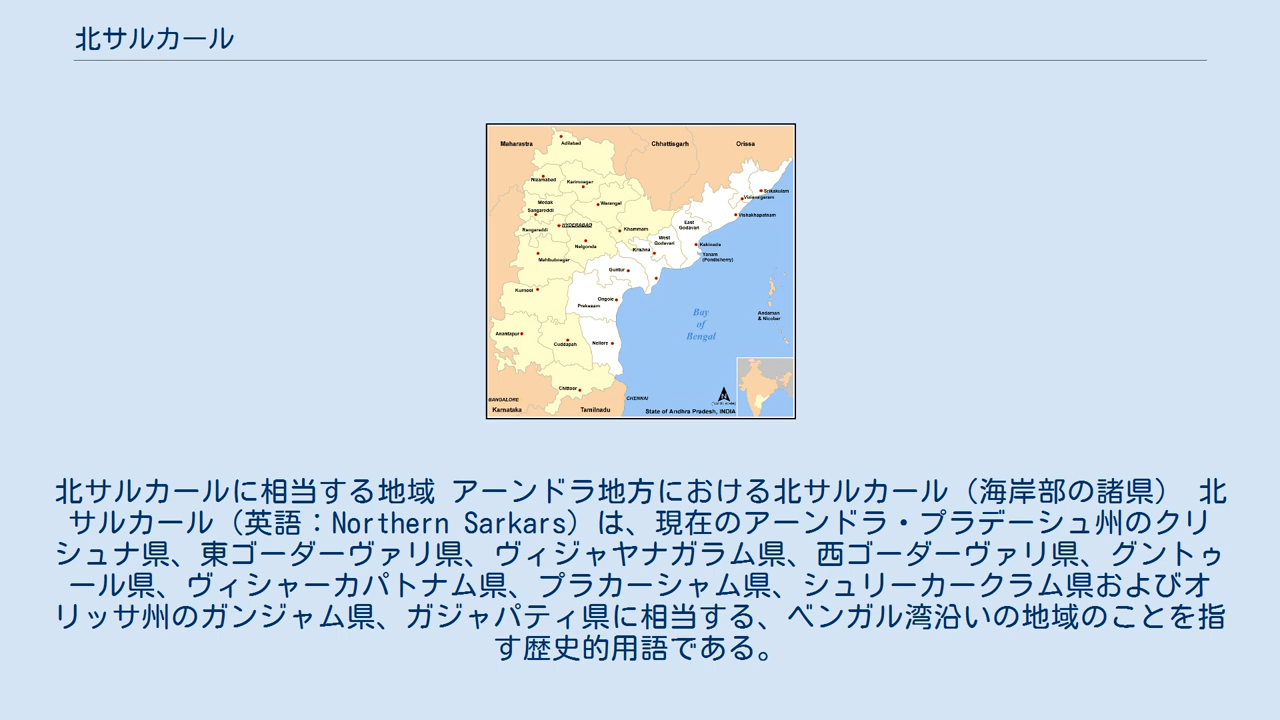 北サルカール
Maharastra
Adilabad
Chhattisgarh
Orissa
Nizamabad
Karimnagar
Srikakulam
Vizianagaram
Medak
Sangareddi
Warangal
Vishakhapatnam
Rangareddi
HYDERABAD
Khammam
East
Godavari
Nalgonda
West
Godavari
Krishna
Kakinada
Mahbubnagar
Yanam
(Pondicherry)
Guntur
Kurnool
Ongole
Prakasam
Bay
of
Bengal
Andaman
& Nicobar
Anantapur
Cuddapah
Nellore
Chittoor
BANGALORE
CHENNAI
Karnataka
Tamilnadu
State of Andhra Pradesh, INDIA
北サルカールに相当する地域 アーンドラ地方における北サルカール（海岸部の諸県） 北
サルカール（英語：Northern Sarkars）は、現在のアーンドラ・プラデーシュ州のクリ
シュナ県、東ゴーダーヴァリ県、ヴィジャヤナガラム県、西ゴーダーヴァリ県、グントゥ
ール県、ヴィシャーカパトナム県、プラカーシャム県、シュリーカークラム県およびオ
リッサ州のガンジャム県、ガジャパティ県に相当する、ベンガル湾沿いの地域のことを指
す歴史的用語である。